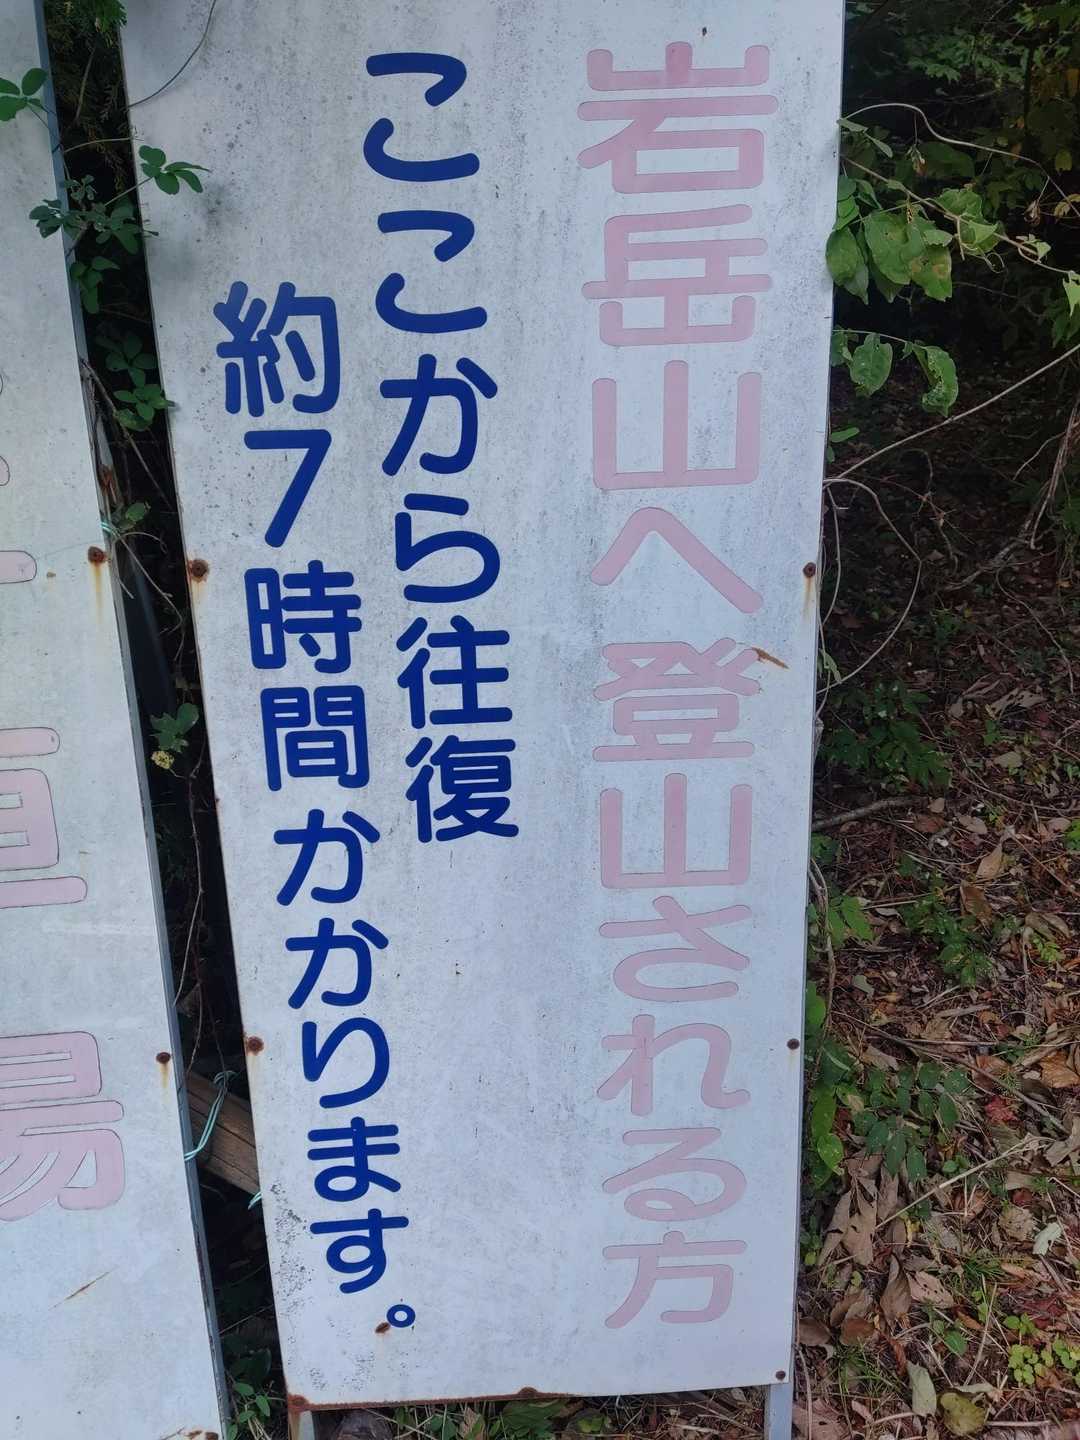 岩岳山へ登山される方
ここから往復
約7時間かかります。
場